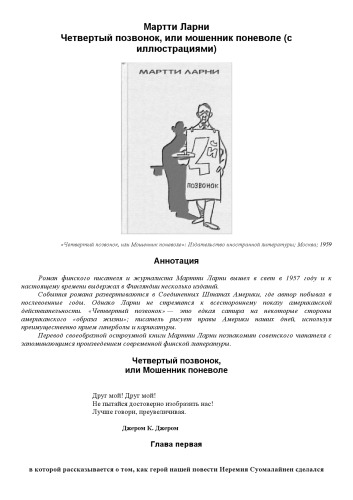 Мартти Ларни
Четвертый позвонок, или мошенник поневоле (с
иллюстрациями)
МАРТТИ ЛАРНИ
4й
ПОЗВОНОК
«Четвертый позвонок, или Мошенник поневоле»: Издательство иностранной литературы; Москва; 1959
Аннотация
Роман финского писателя и журналиста Мартти Ларни вышел в свет в 1957 году и к
настоящему времени выдержал в Финляндии несколько изданий.
События романа развертываются в Соединенных Штатах Америки, где автор побывал в
послевоенные годы. Однако Ларни не стремится к всестороннему показу американской
действительности. «Четвертый позвонок» — это едкая сатира на некоторые стороны
американского «образа жизни»; писатель рисует нравы Америки наших дней, используя
преимущественно прием гиперболы и карикатуры.
Перевод своеобразной остроумной книги Мартти Ларни познакомит советского читателя с
запоминающимся произведением современной финской литературы.
Четвертый позвонок,
или Мошенник поневоле
Друг мой! Друг мой!
Не пытайся достоверно изобразить нас!
Лучше говори, преувеличивая.
Джером К. Джером
Глава первая
в которой рассказывается о том, как герой нашей повести Иеремия Суомалайнен сделался